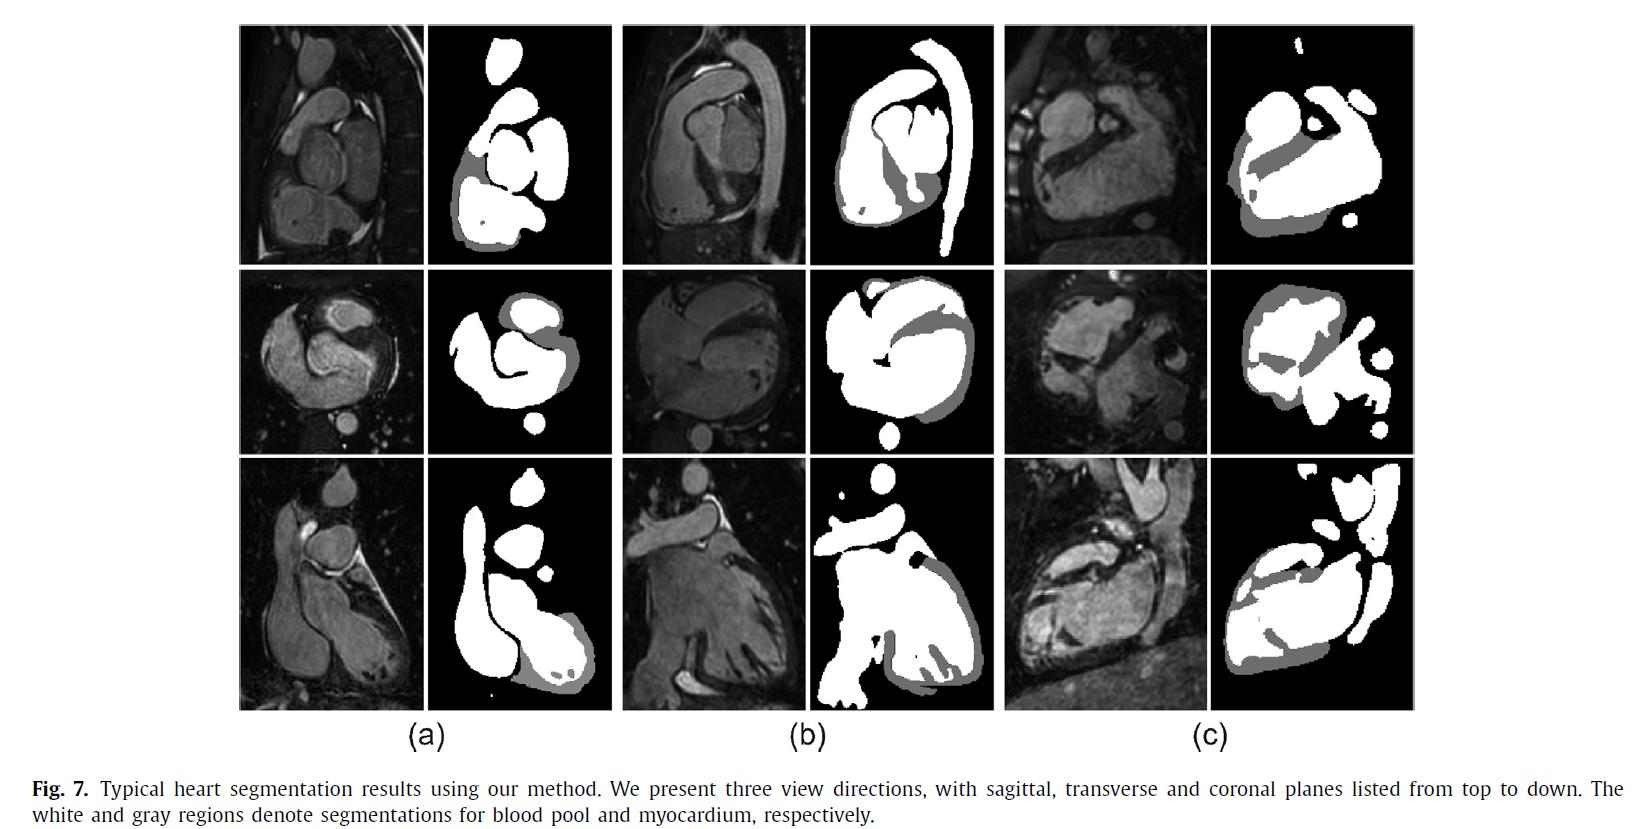 (a)
(b)
(c)
Fig. 7. Typical heart segmentation results using our method. We present three view directions, with sagittal, transverse and coronal planes listed from top to down. The
white and gray regions denote segmentations for blood pool and myocardium, respectively.